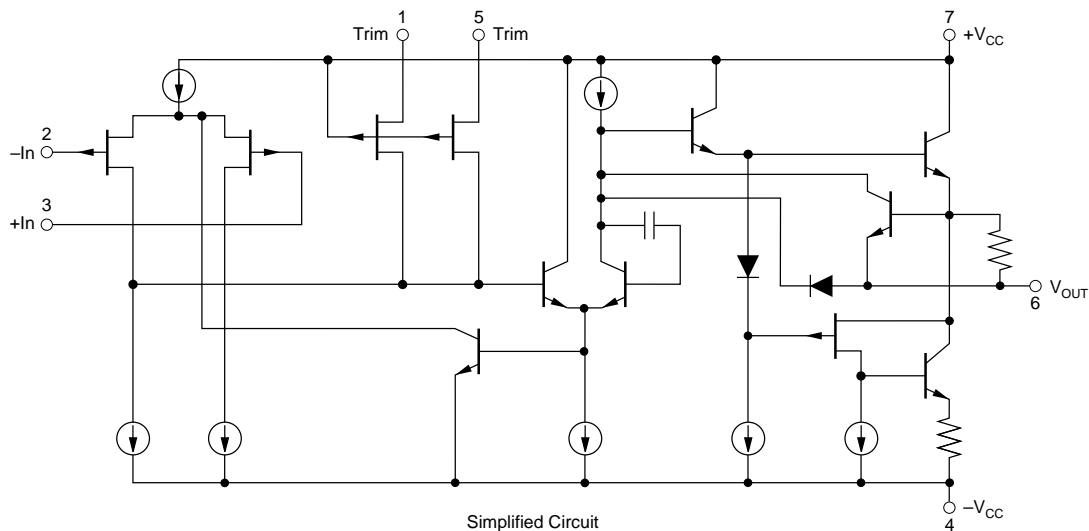 1
5
7
Trim
Trim
+VCC
2
–In
3
+In
VOUT
6
–VCC
4
Simplified Circuit